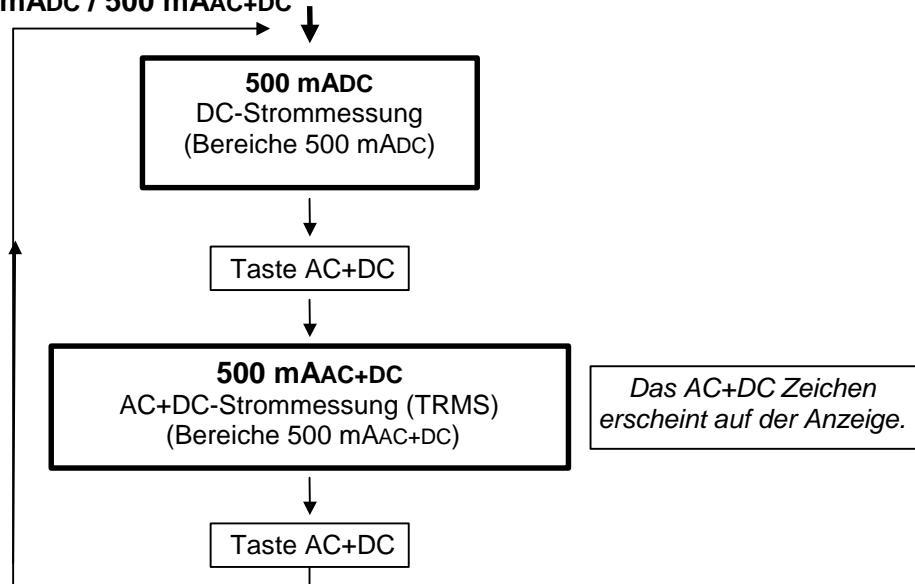 mADC / 500 mAAC+DC
500 mADC
DC-Strommessung
(Bereiche 500 mADC)
Taste AC+DC
500 mAAC+DC
AC+DC-Strommessung (TRMS)
(Bereiche 500 mAAC+DC)
Das AC+DC Zeichen
erscheint auf der Anzeige.
Taste AC+DC